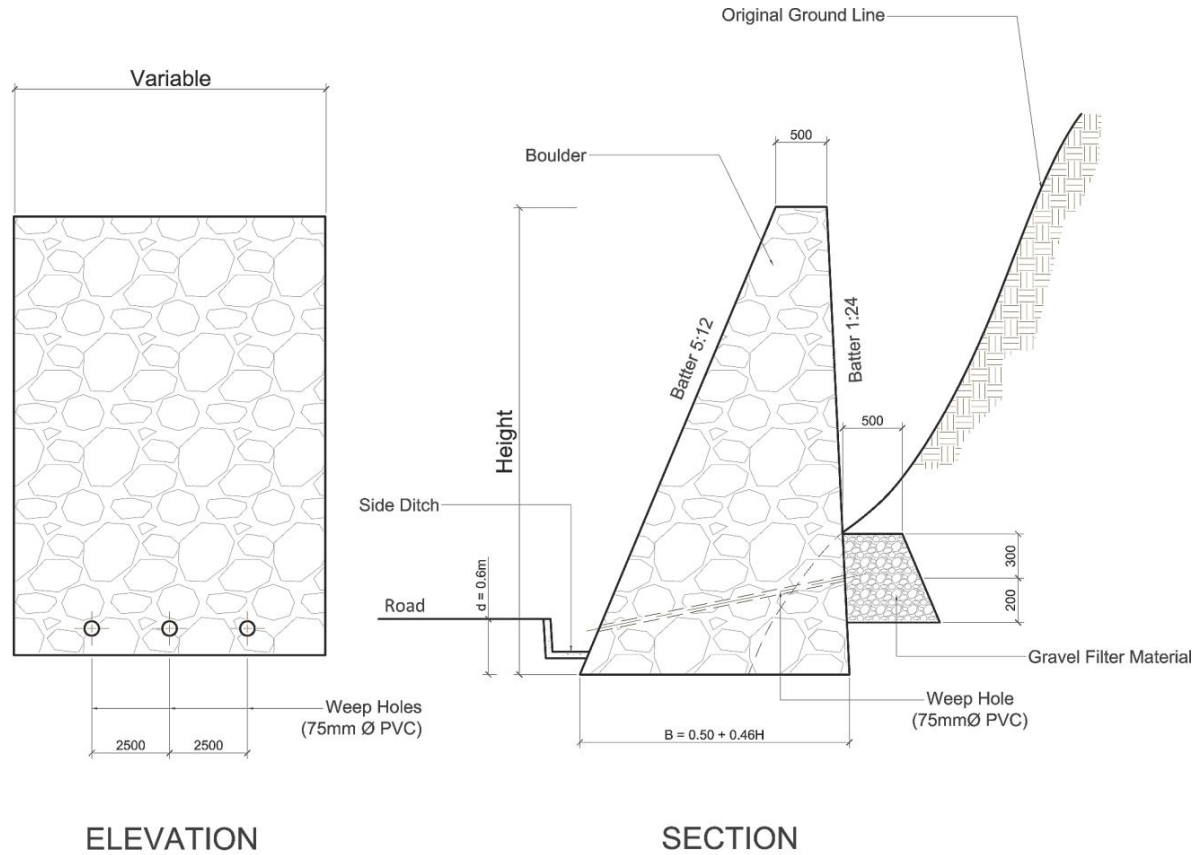 Original Ground Line
Variable
500
Boulder
Batter 5:12
Batter 1:24
Height
500
Side Ditch
d = 0.6m
300
Road
200
Gravel Filter Material
Weep Holes
(75mm Ø PVC)
Weep Hole
(75mmØ PVC)
2500
2500
B = 0.50 + 0.46H
ELEVATION
SECTION